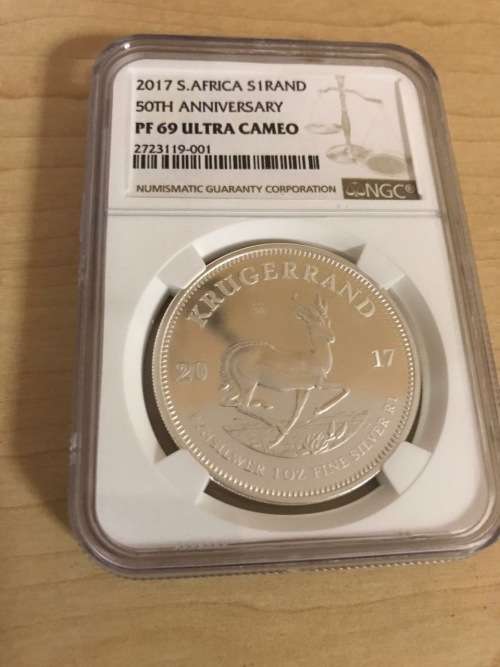 2017 S.AFRICA S1RAND
50TH ANNIVERSARY
PF 69 ULTRA CAMEO
2723119-001
NUMISMATIC GUARANTY CORPORATION NGC®
KRUGERRAND
20 17
1 OZ FINE SILVER R1